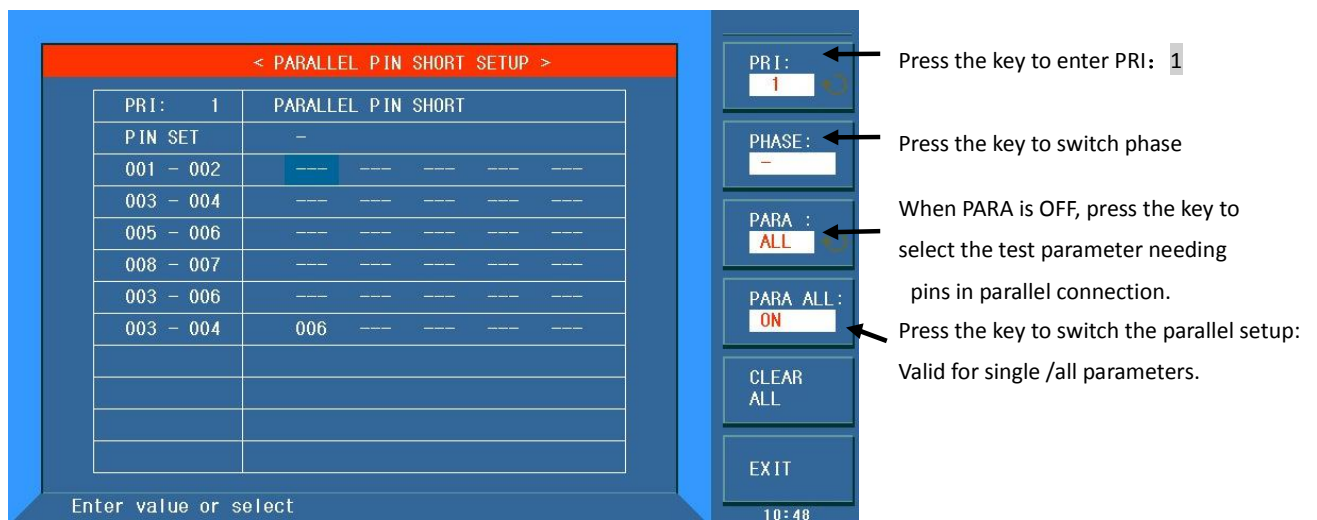 < PARALLEL PIN SHORT SETUP >
PRI: 1 PARALLEL PIN SHORT
PIN SET –
001 – 002 --- --- --- --- ---
003 – 004 --- --- --- --- ---
005 – 006 --- --- --- --- ---
008 – 007 --- --- --- --- ---
003 – 006 --- --- --- --- ---
003 – 004 006 --- --- --- ---
Enter value or select
PRI:
1
PHASE:
–
PARA :
ALL
PARA ALL:
ON
CLEAR
ALL
EXIT
10:48
Press the key to enter PRI：1
Press the key to switch phase
When PARA is OFF, press the key to
select the test parameter needing
pins in parallel connection.
Press the key to switch the parallel setup:
Valid for single /all parameters.